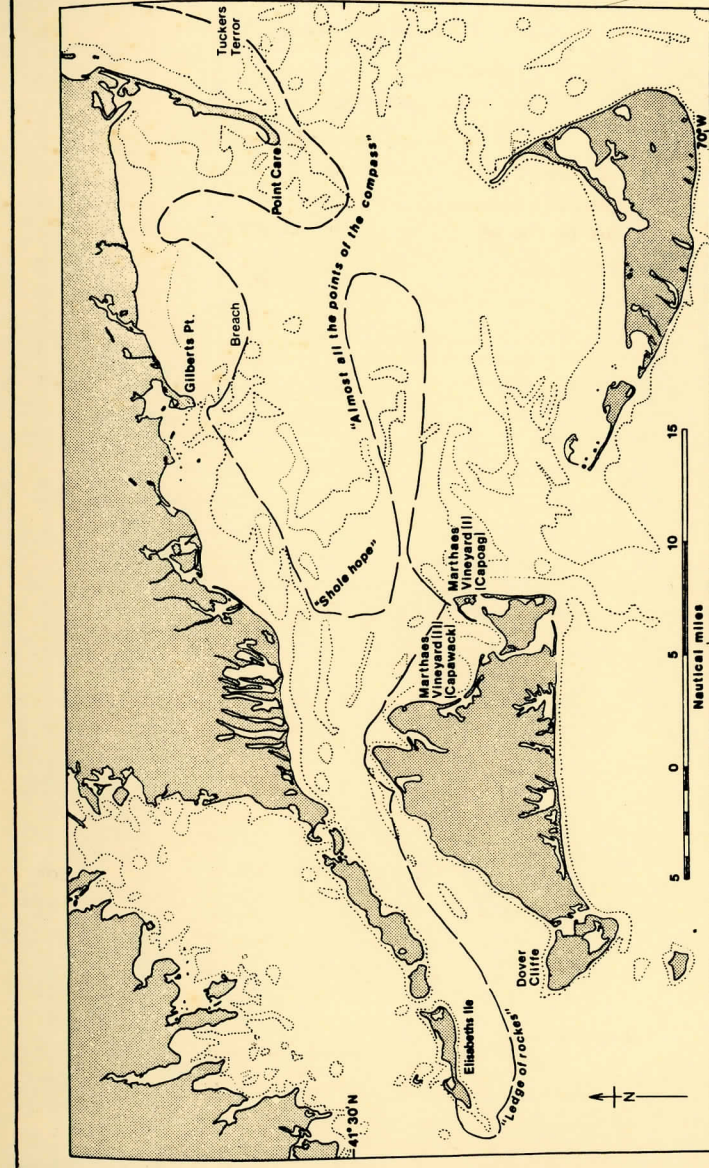 Tuckers
Terror
Point Care
"Almost all the points of the compass"
Gilberts Pt.
Breach
"Shole hope"
Marthaes
Vineyard [I]
[Capoag]
Marthaes
Vineyard [I]
[Capawack]
Elisabeths Ile
"Ledge of rockes"
Dover
Cliffe
41° 30' N
70° W
N
5 0 5 10 15
Nautical miles